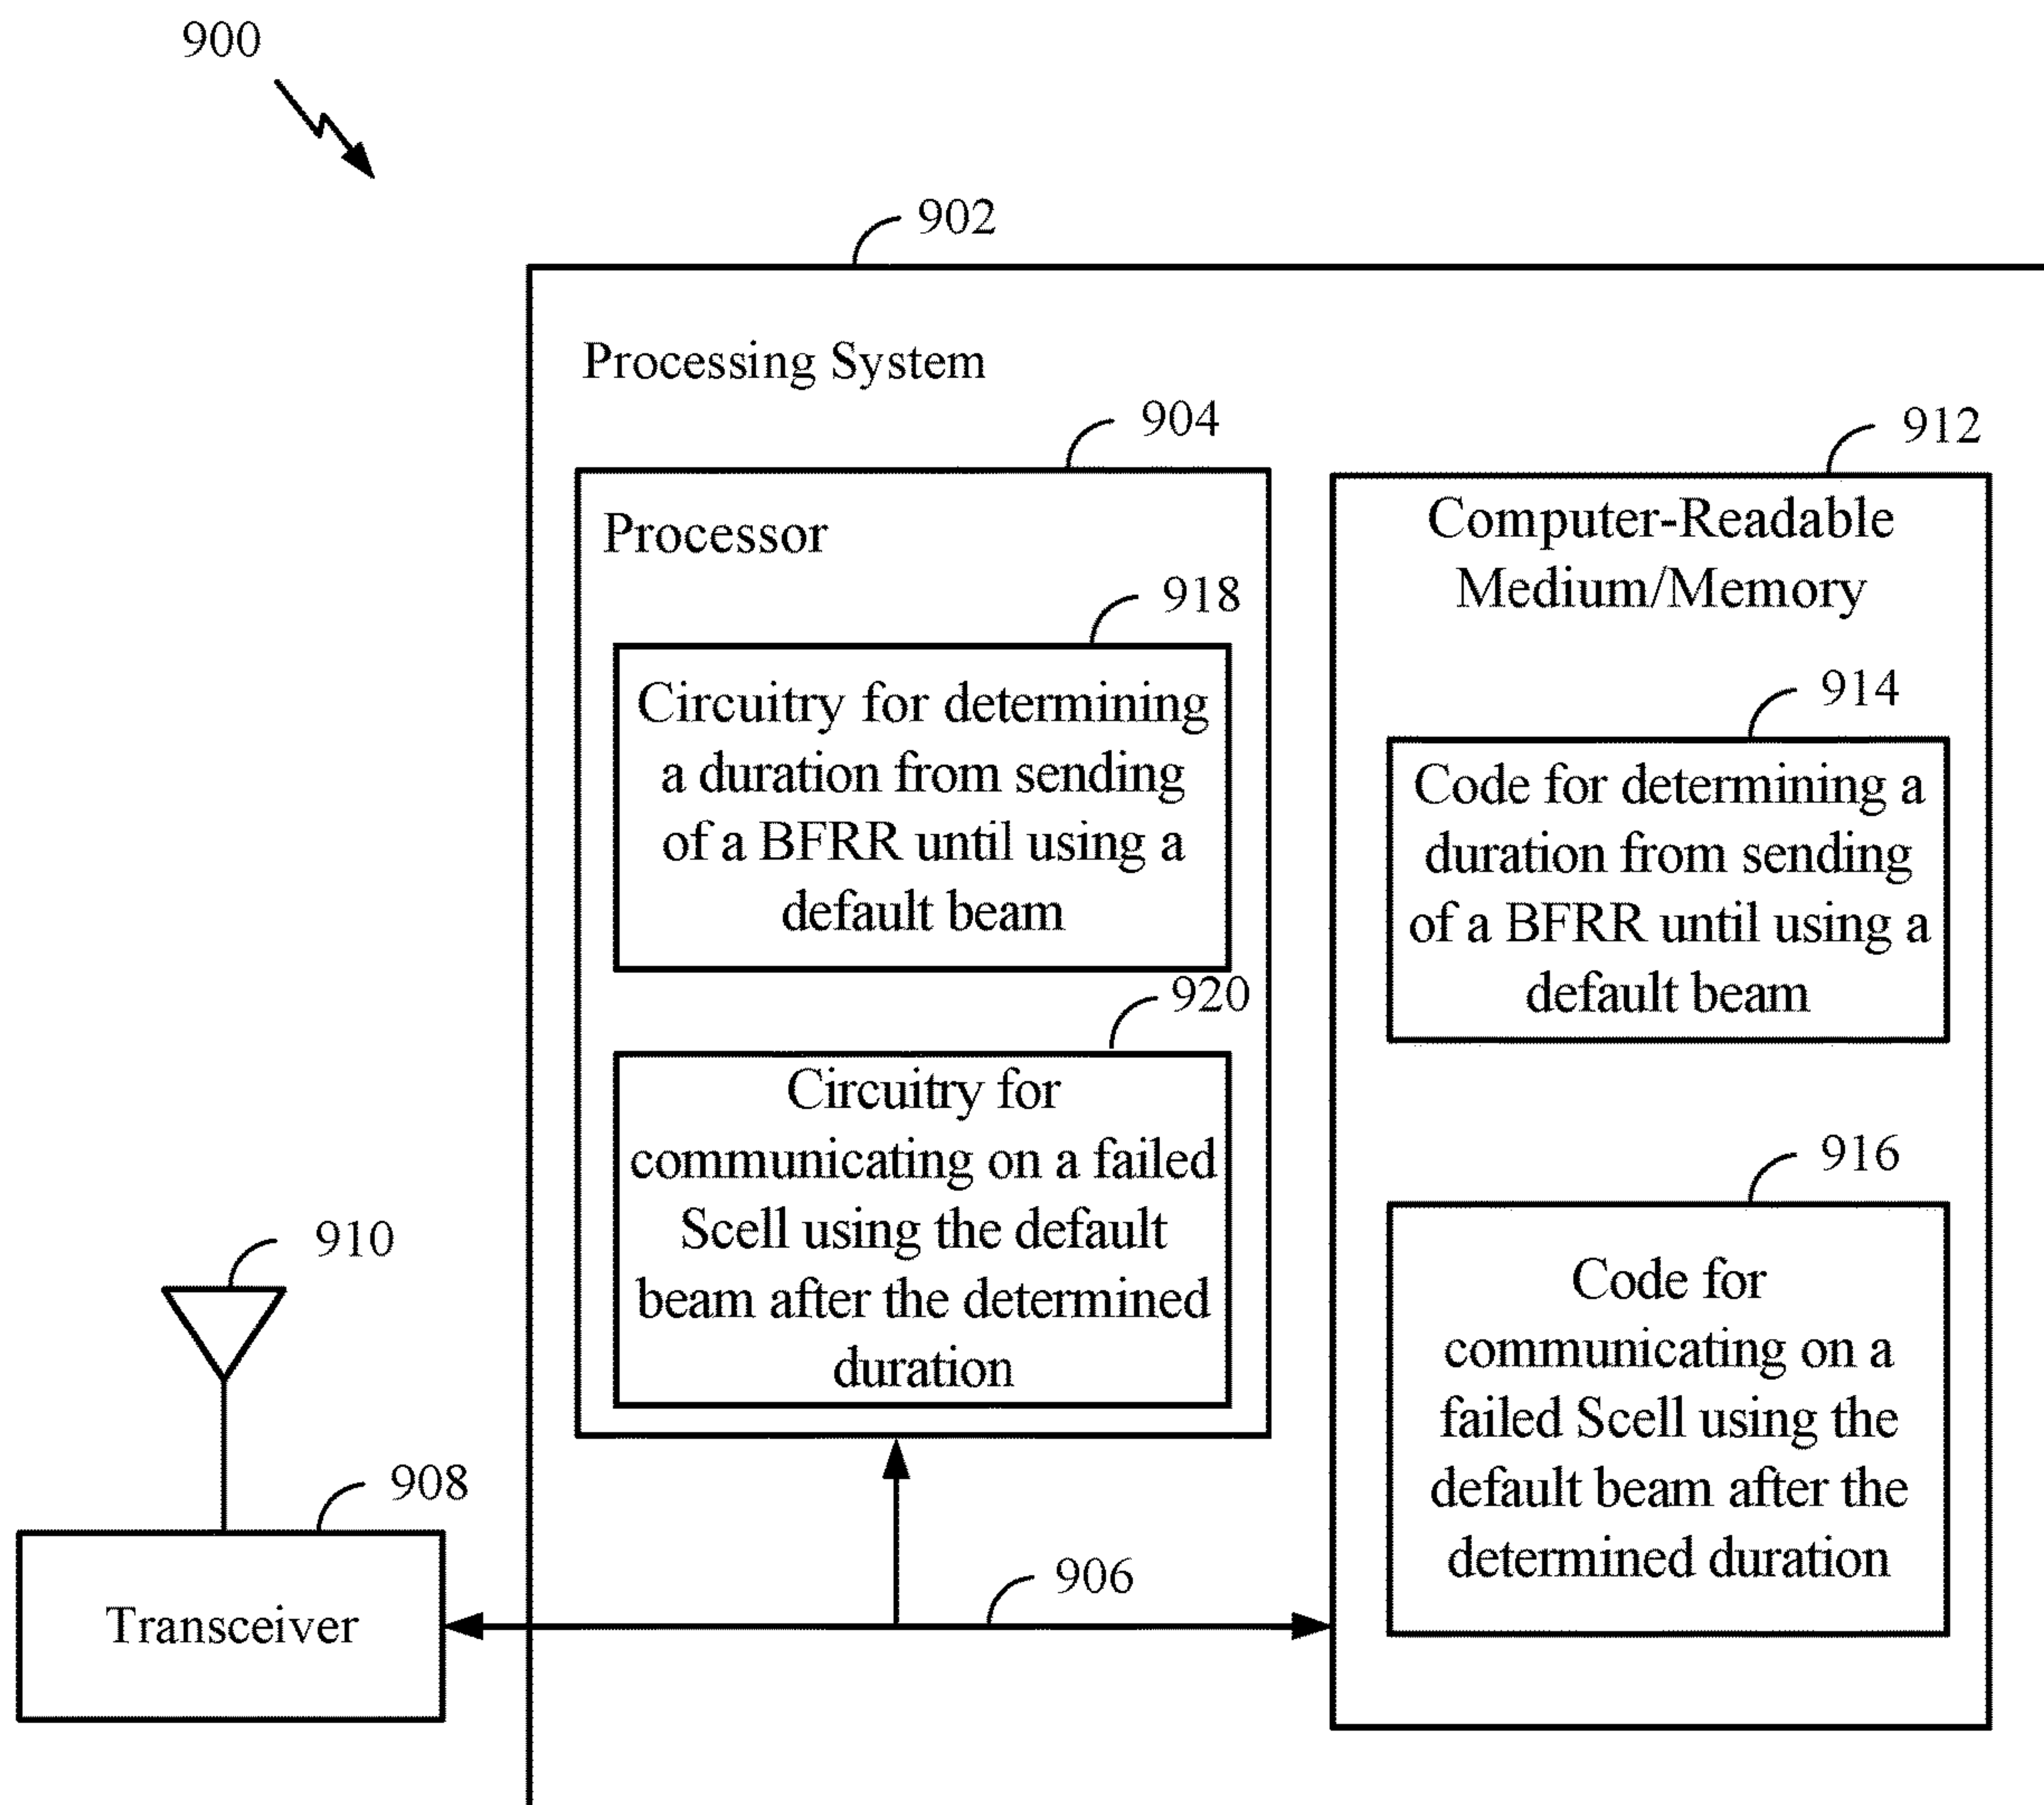 900
902
Processing System
904
Processor
918
Circuitry for determining
a duration from sending
of a BFRR until using a
default beam
920
Circuitry for
communicating on a failed
Scell using the default
beam after the determined
duration
912
Computer-Readable
Medium/Memory
914
Code for determining a
duration from sending
of a BFRR until using a
default beam
916
Code for
communicating on a
failed Scell using the
default beam after the
determined duration
910
908
Transceiver
906